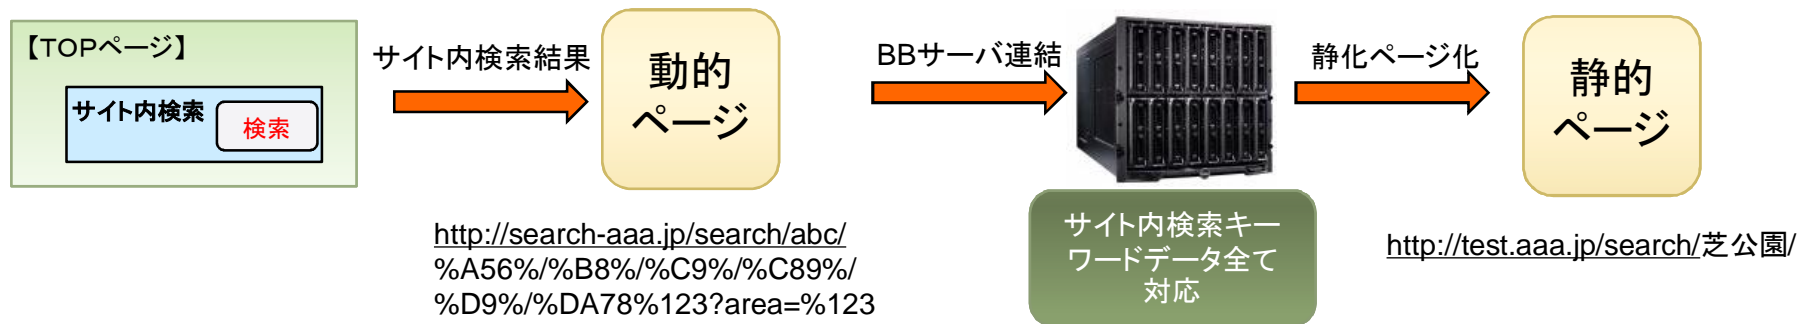 【TOPページ】
サイト内検索
検索
サイト内検索結果
動的
ページ
http://search-aaa.jp/search/abc/
%A56%/%B8%/%C9%/%C89%/
%D9%/%DA78%123?area=%123
BBサーバ連結
サイト内検索キー
ワードデータ全て
対応
静化ページ化
静的
ページ
http://test.aaa.jp/search/芝公園/